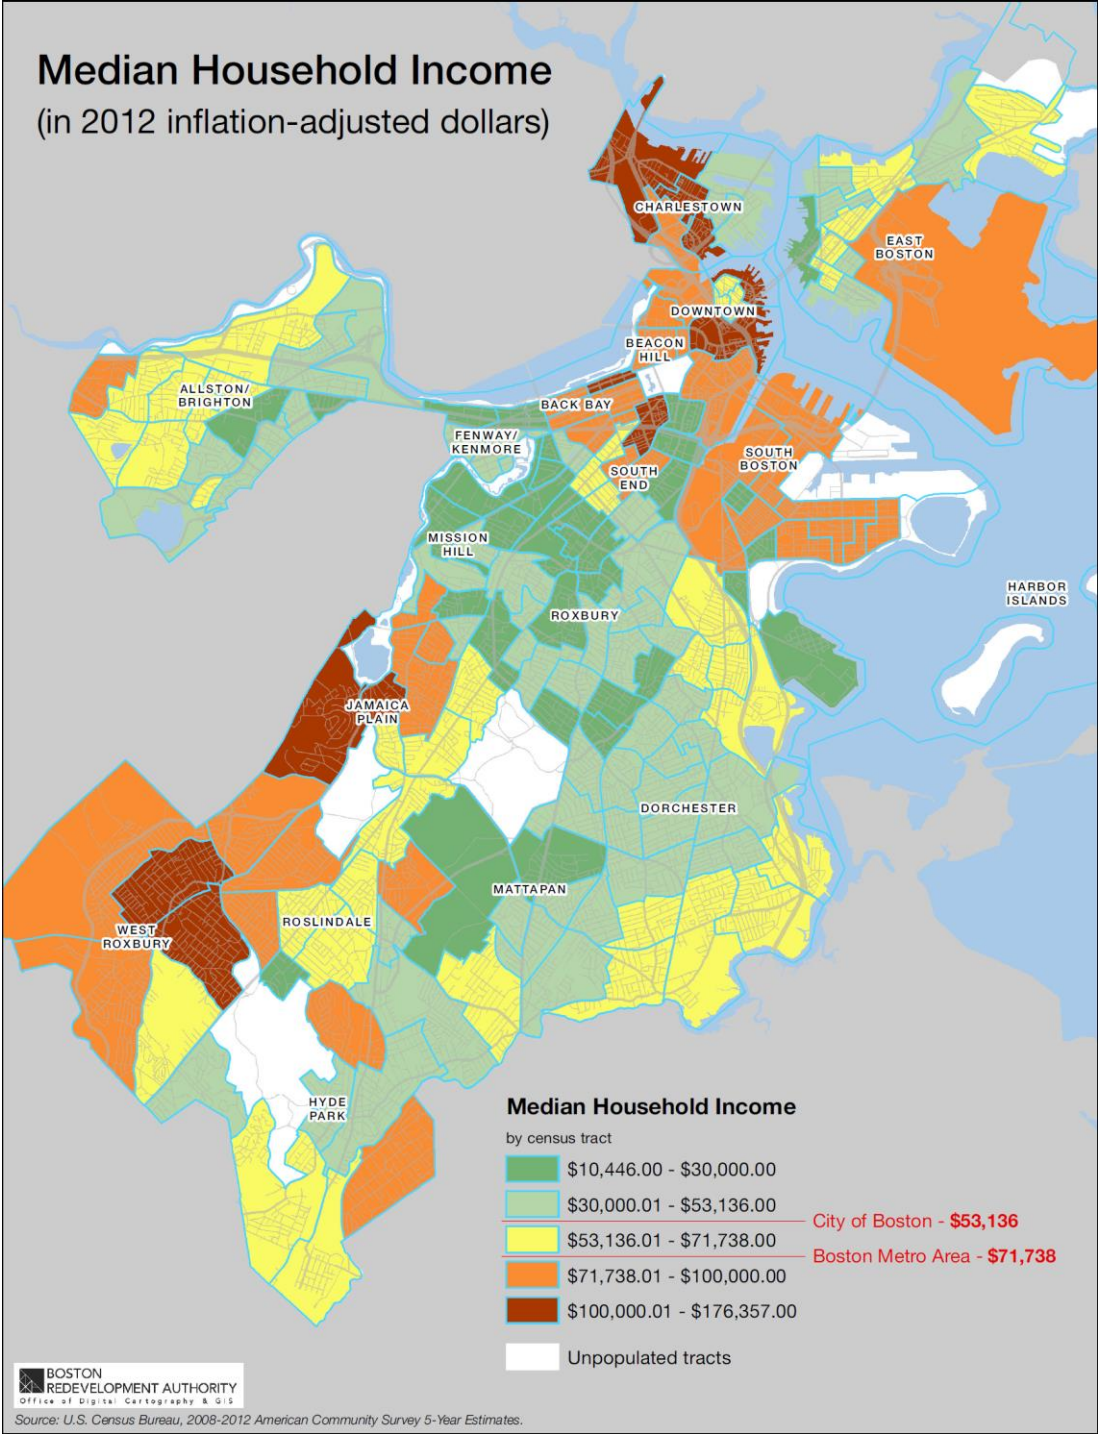 Median Household Income
(in 2012 inflation-adjusted dollars)
CHARLESTOWN
EAST
BOSTON
DOWNTOWN
BEACON
HILL
ALLSTON/
BRIGHTON
BACK BAY
FENWAY/
KENMORE
SOUTH
BOSTON
SOUTH
END
MISSION
HILL
HARBOR
ISLANDS
ROXBURY
JAMAICA
PLAIN
DORCHESTER
MATTAPAN
ROSLINDALE
WEST
ROXBURY
HYDE
PARK
Median Household Income
by census tract
$10,446.00 - $30,000.00
$30,000.01 - $53,136.00
City of Boston - $53,136
$53,136.01 - $71,738.00
Boston Metro Area - $71,738
$71,738.01 - $100,000.00
$100,000.01 - $176,357.00
Unpopulated tracts
BOSTON
REDEVELOPMENT AUTHORITY
Office of Digital Cartography & GIS
Source: U.S. Census Bureau, 2008-2012 American Community Survey 5-Year Estimates.